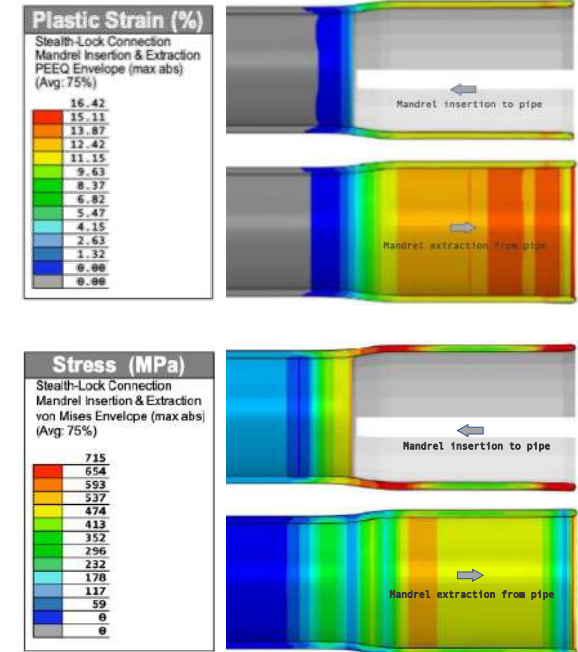 Plastic Strain (%)
Stealth-Lock Connection
Mandrel Insertion & Extraction
PEEQ Envelope (max abs)
(Avg: 75%)
16.42
15.11
13.87
12.42
11.15
9.63
8.37
6.82
5.47
4.15
2.63
1.32
0.00
0.00
Mandrel insertion to pipe
Mandrel extraction from pipe
Stress (MPa)
Stealth-Lock Connection
Mandrel Insertion & Extraction
von Mises Envelope (max abs)
(Avg: 75%)
715
654
593
537
474
413
352
296
232
178
117
59
0
0
Mandrel insertion to pipe
Mandrel extraction from pipe